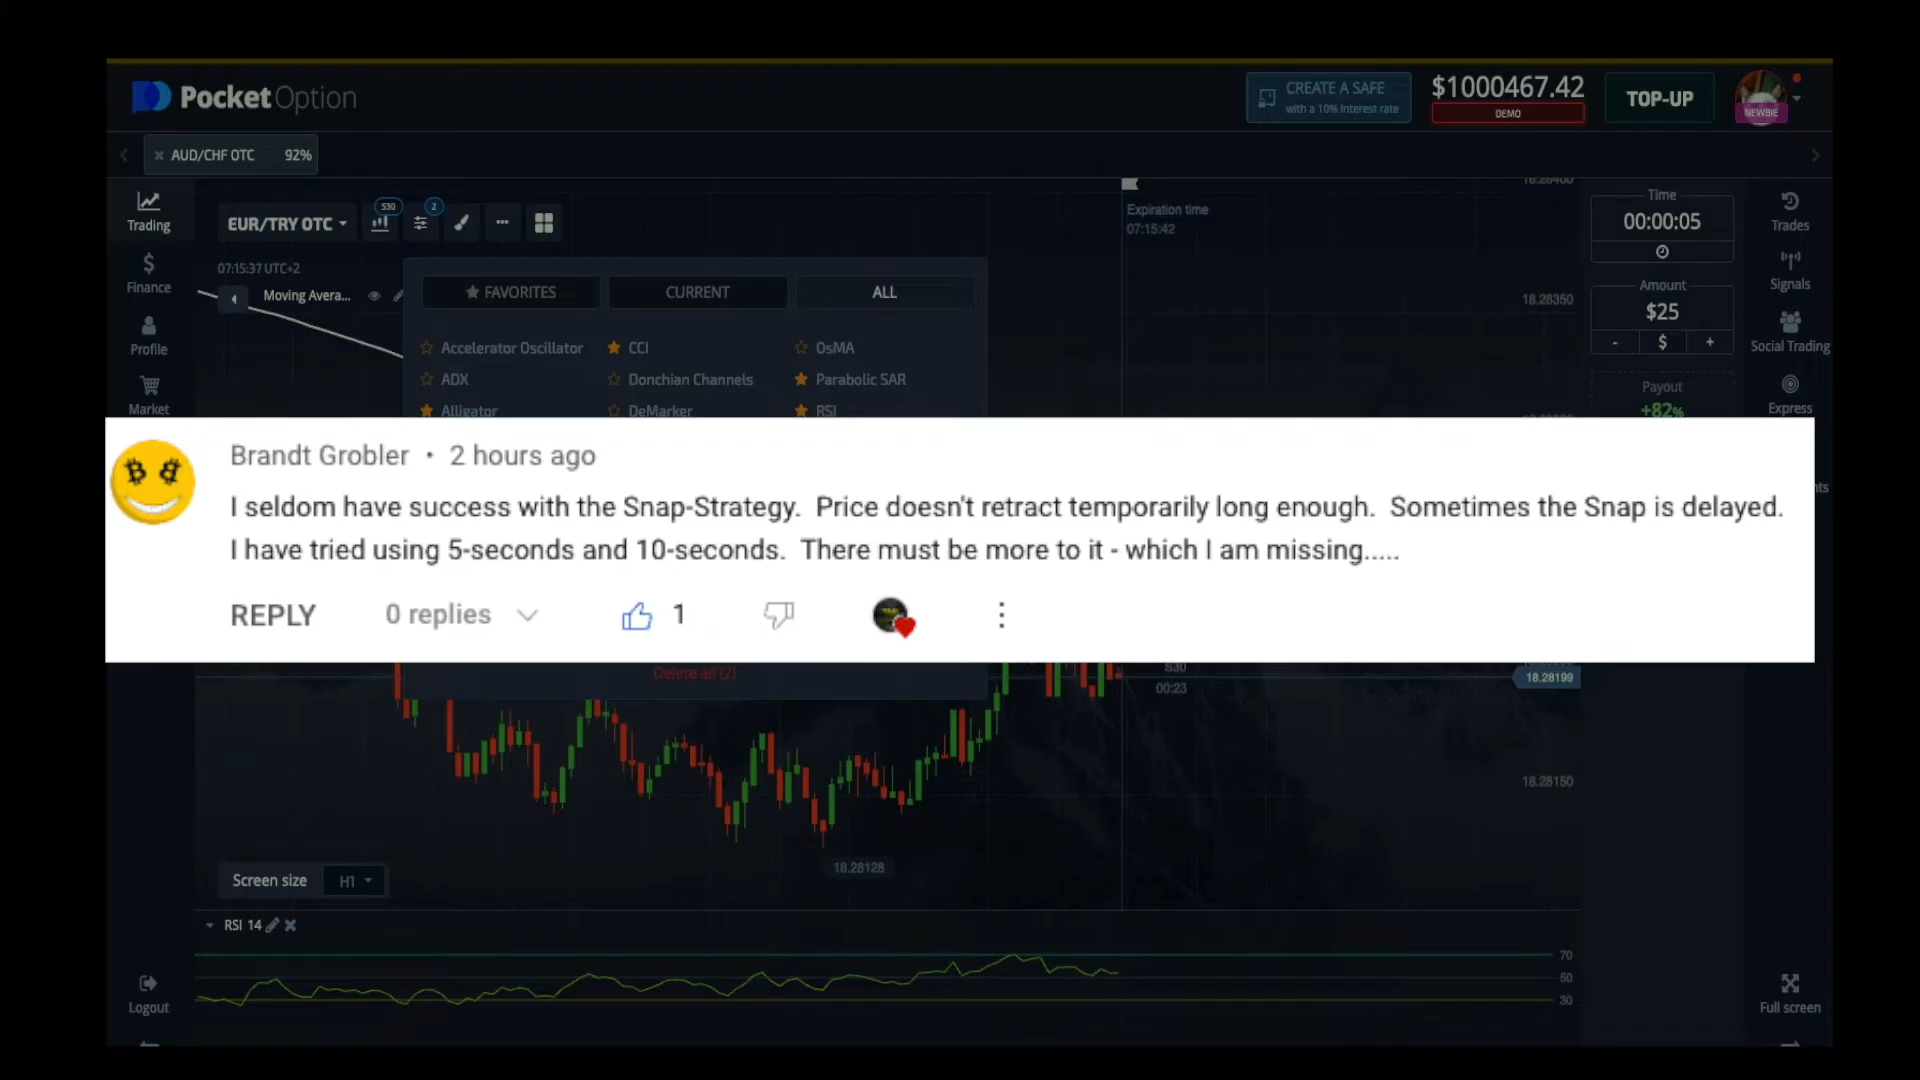 PocketOption
CREATE A SAFE
with a 10% Interest rate
$1000467.42
DEMO
TOP-UP
NEWBIE
AUD/CHF OTC 92%
Trading
Finance
Profile
Market
EUR/TRY OTC
S30
2
07:15:37 UTC+2
Moving Avera...
FAVORITES
CURRENT
ALL
Accelerator Oscillator
CCI
OsMA
ADX
Donchian Channels
Parabolic SAR
Alligator
DeMarker
RSI
Expiration time
07:15:42
18.28400
18.28350
Time
00:00:05
Amount
$25
- $ +
Payout
+82%
Trades
Signals
Social Trading
Express
Brandt Grobler • 2 hours ago
I seldom have success with the Snap-Strategy. Price doesn't retract temporarily long enough. Sometimes the Snap is delayed.
I have tried using 5-seconds and 10-seconds. There must be more to it - which I am missing.....
REPLY
0 replies
1
Delete all (2)
S30
00:23
18.28199
18.28150
18.28128
Screen size
H1
RSI 14
70
50
30
Logout
Full screen